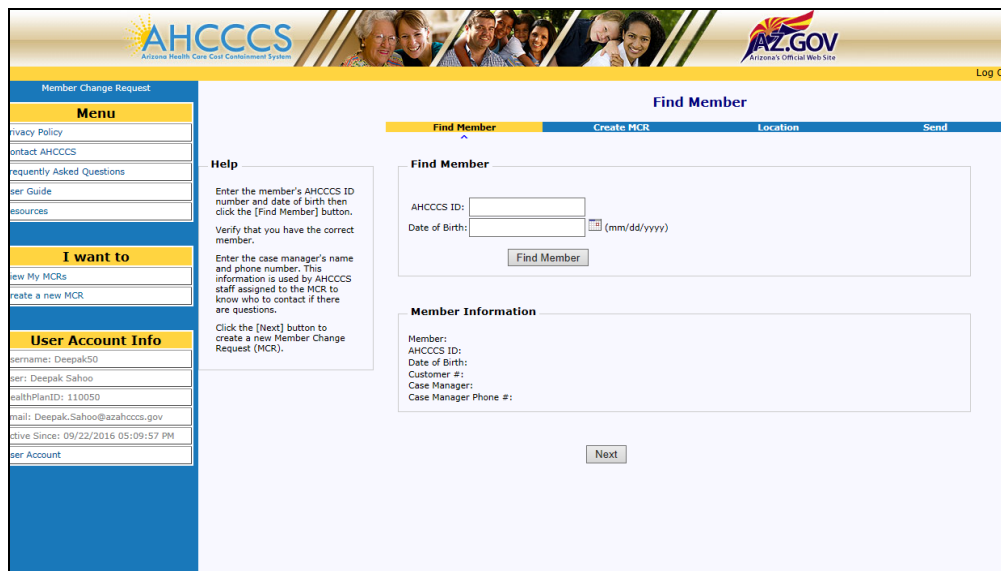 AHCCCS
Arizona Health Care Cost Containment System
AZ.GOV
Arizona's Official Web Site
Log O
Member Change Request
Menu
rivacy Policy
ontact AHCCCS
requently Asked Questions
ser Guide
esources
I want to
iew My MCRs
reate a new MCR
User Account Info
sername: Deepak50
ser: Deepak Sahoo
ealthPlanID: 110050
mail: Deepak.Sahoo@azahcccs.gov
ctive Since: 09/22/2016 05:09:57 PM
ser Account
Find Member
Find Member Create MCR Location Send
Help
Enter the member's AHCCCS ID
number and date of birth then
click the [Find Member] button.
Verify that you have the correct
member.
Enter the case manager's name
and phone number. This
information is used by AHCCCS
staff assigned to the MCR to
know who to contact if there
are questions.
Click the [Next] button to
create a new Member Change
Request (MCR).
Find Member
AHCCCS ID:
Date of Birth: (mm/dd/yyyy)
Find Member
Member Information
Member:
AHCCCS ID:
Date of Birth:
Customer #:
Case Manager:
Case Manager Phone #:
Next